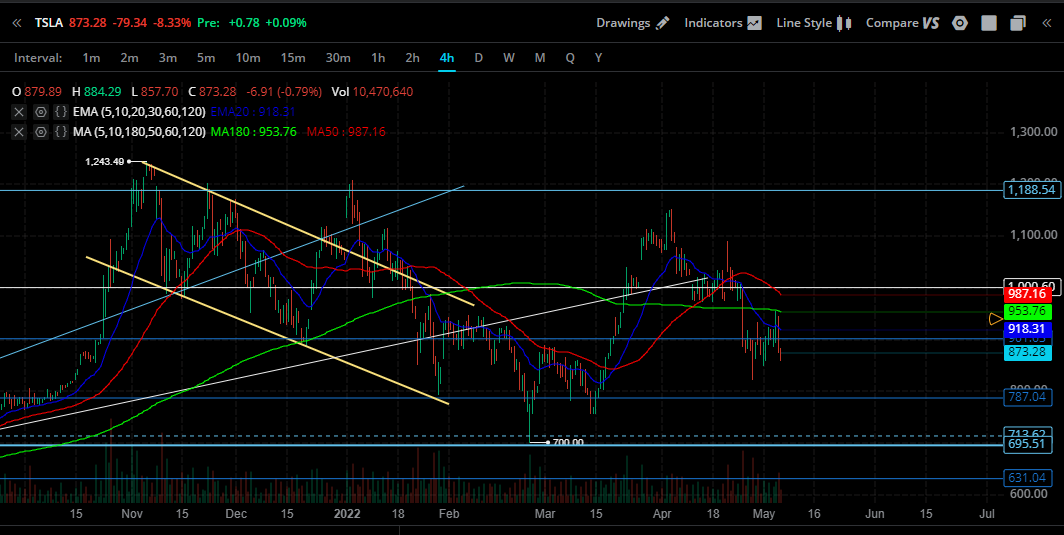 « TSLA 873.28 -79.34 -8.33% Pre: +0.78 +0.09% Drawings Indicators Line Style Compare VS «
Interval: 1m 2m 3m 5m 10m 15m 30m 1h 2h 4h D W M Q Y
O 879.89 H 884.29 L 857.70 C 873.28 -6.91 (-0.79%) Vol 10,470,640
EMA (5,10,20,30,60,120) EMA20 : 918.31
MA (5,10,180,50,60,120) MA180 : 953.76 MA50 : 987.16
1,300.00
1,243.49
1,200.00
1,188.54
1,100.00
1,000.60
987.16
953.76
918.31
873.28
800.00
787.04
713.62
700.00
695.51
631.04
600.00
15 Nov 15 Dec 15 2022 18 Feb Mar 15 Apr 18 May 16 Jun 15 Jul